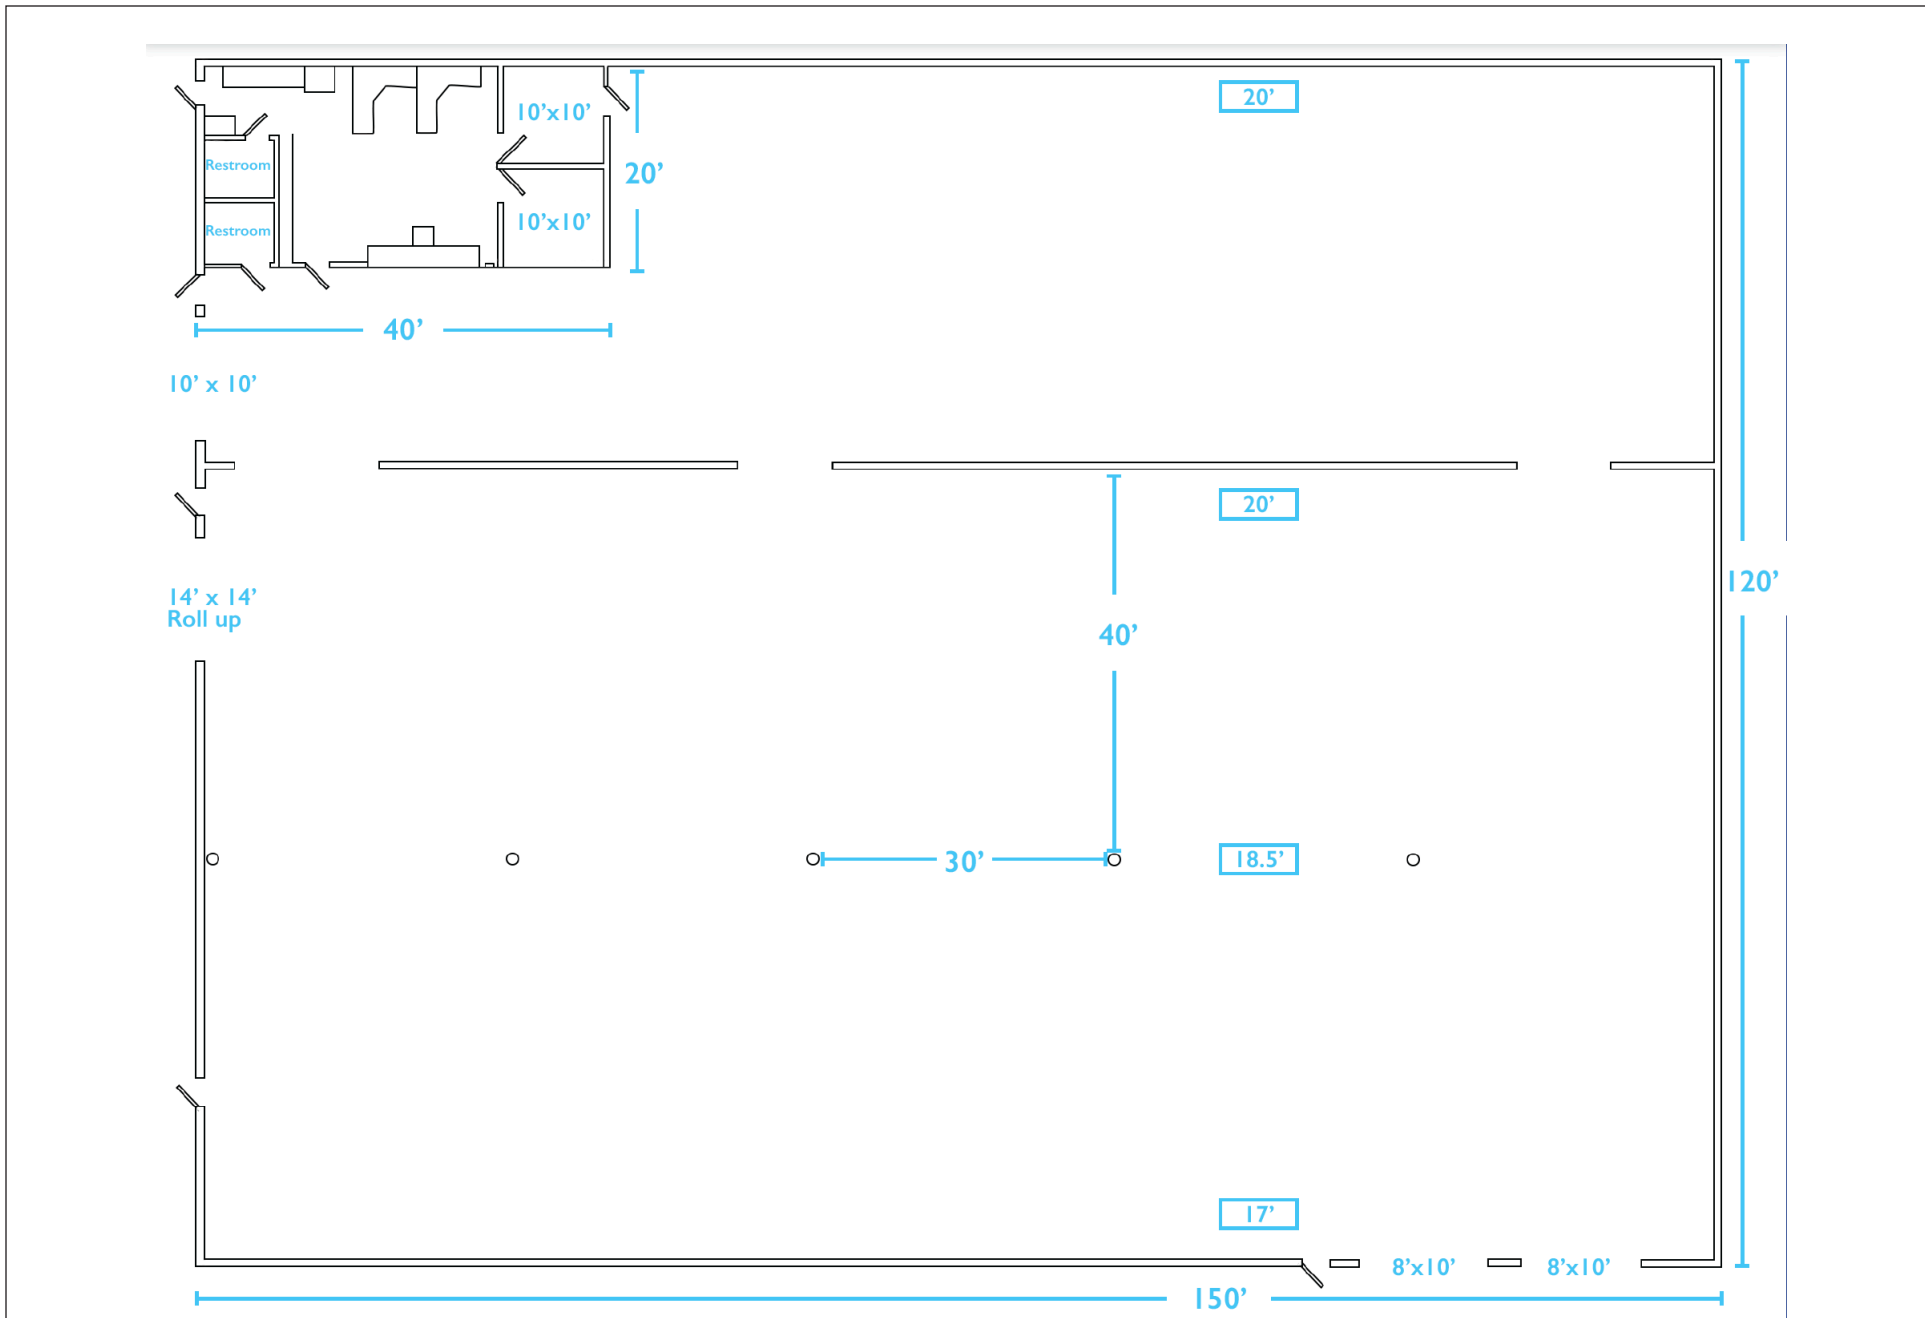 20’
10’x10’
Restroom
20’
10’x10’
Restroom
40’
10’ x 10’
20’
120’
14’ x 14’
Roll up
40’
30’
18.5’
17’
8’x10’
8’x10’
150’